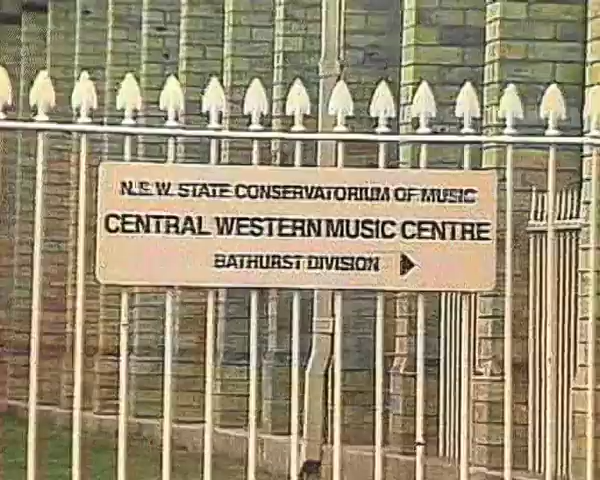 N.S.W. STATE CONSERVATORIUM OF MUSIC
CENTRAL WESTERN MUSIC CENTRE
BATHURST DIVISION